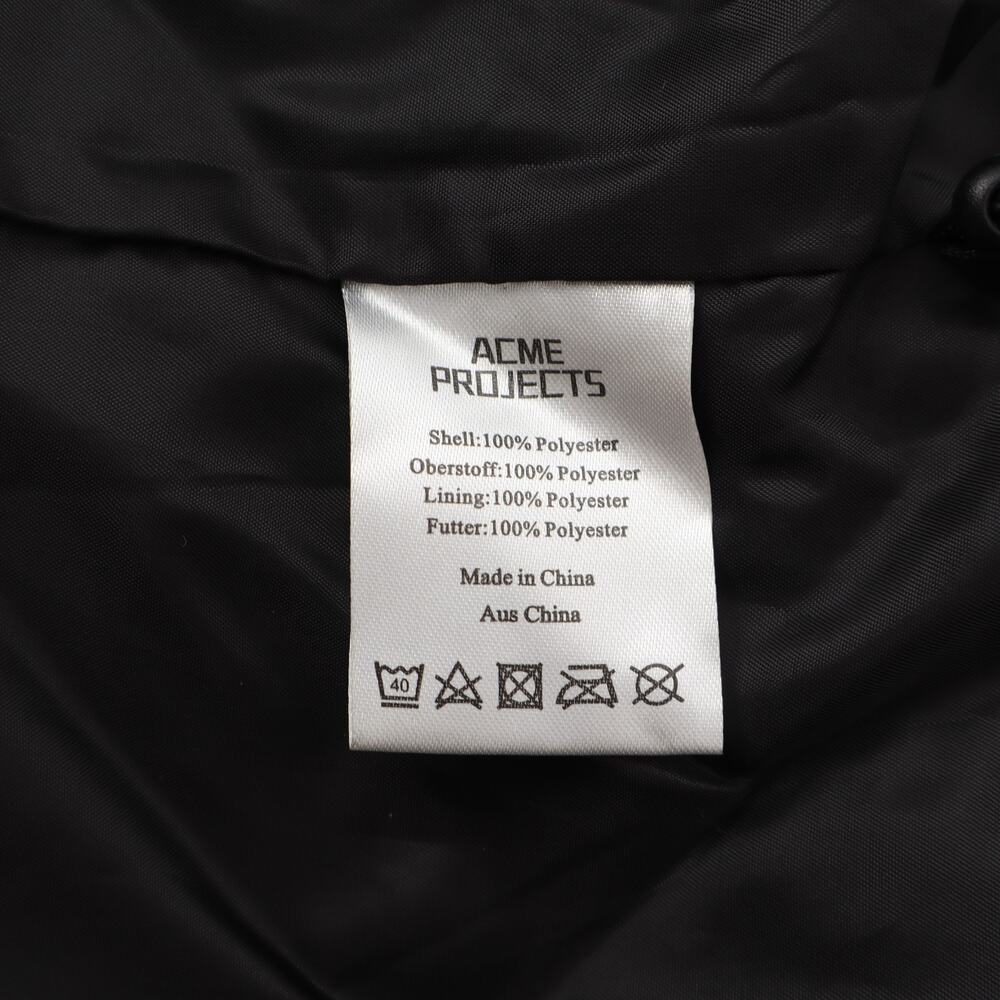 ACME
PROJECTS
Shell:100% Polyester
Oberstoff:100% Polyester
Lining:100% Polyester
Futter:100% Polyester
Made in China
Aus China
40